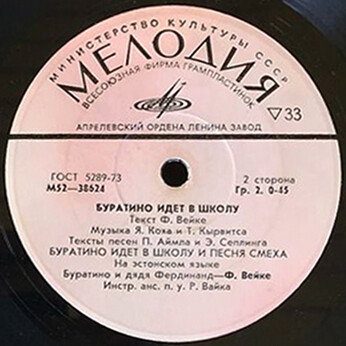 МИНИСТЕРСТВО КУЛЬТУРЫ СССР
МЕЛОДИЯ
ВСЕСОЮЗНАЯ ФИРМА ГРАМПЛАСТИНОК
▽33
АПРЕЛЕВСКИЙ ОРДЕНА ЛЕНИНА ЗАВОД
ГОСТ 5289-73
М52—38624
2 сторона
Гр. 2. 0-45
БУРАТИНО ИДЕТ В ШКОЛУ
Текст Ф. Вейке
Музыка Я. Коха и Т. Кырвитса
Тексты песен П. Аймла и Э. Сеплинга
БУРАТИНО ИДЕТ В ШКОЛУ И ПЕСНЯ СМЕХА
На эстонском языке
Буратино и дядя Фердинанд—Ф. Вейке
Инстр. анс. п/у Р. Вайка